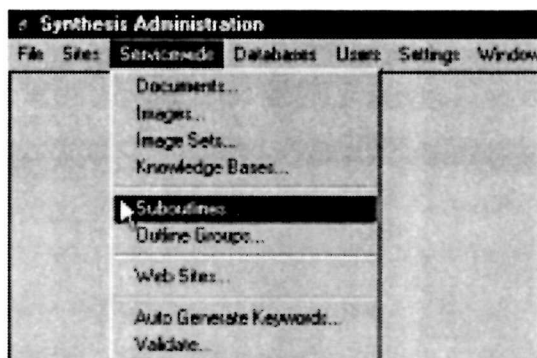 Synthesis Administration
File Sites Servicewide Databases Users Settings Window
Documents...
Images...
Image Sets...
Knowledge Bases...
Suboutlines...
Outline Groups...
Web Sites...
Auto Generate Keywords...
Validate...